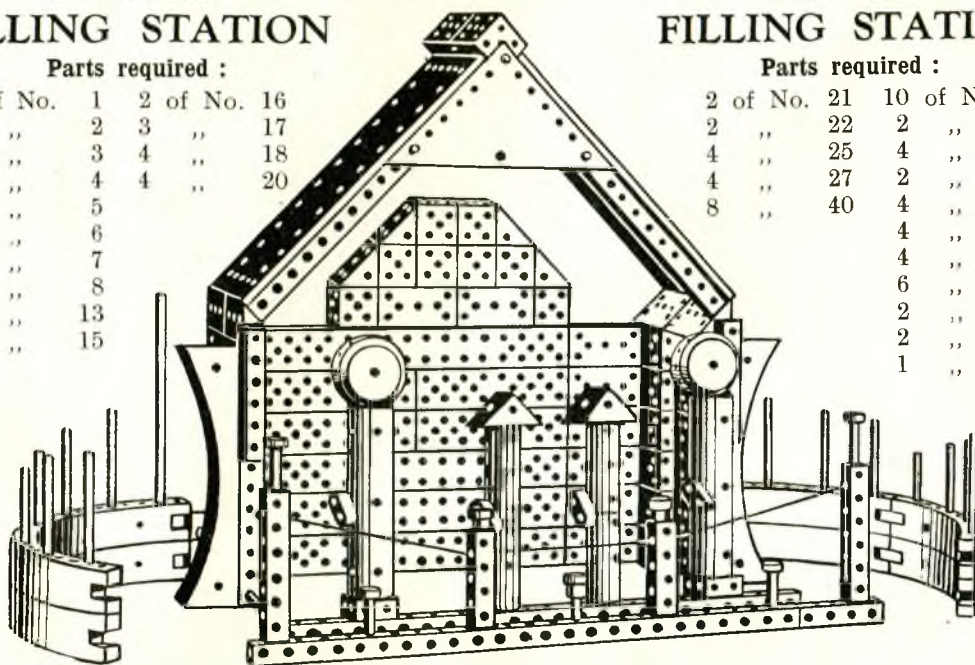 LLING STATION
Parts required :
f No. 1 2 of No. 16
,, 2 3 ,, 17
,, 3 4 ,, 18
,, 4 4 ,, 20
,, 5
,, 6
,, 7
,, 8
,, 13
,, 15
FILLING STATI
Parts required :
2 of No. 21 10 of N
2 ,, 22 2 ,,
4 ,, 25 4 ,,
4 ,, 27 2 ,,
8 ,, 40 4 ,,
4 ,,
4 ,,
6 ,,
2 ,,
2 ,,
1 ,,